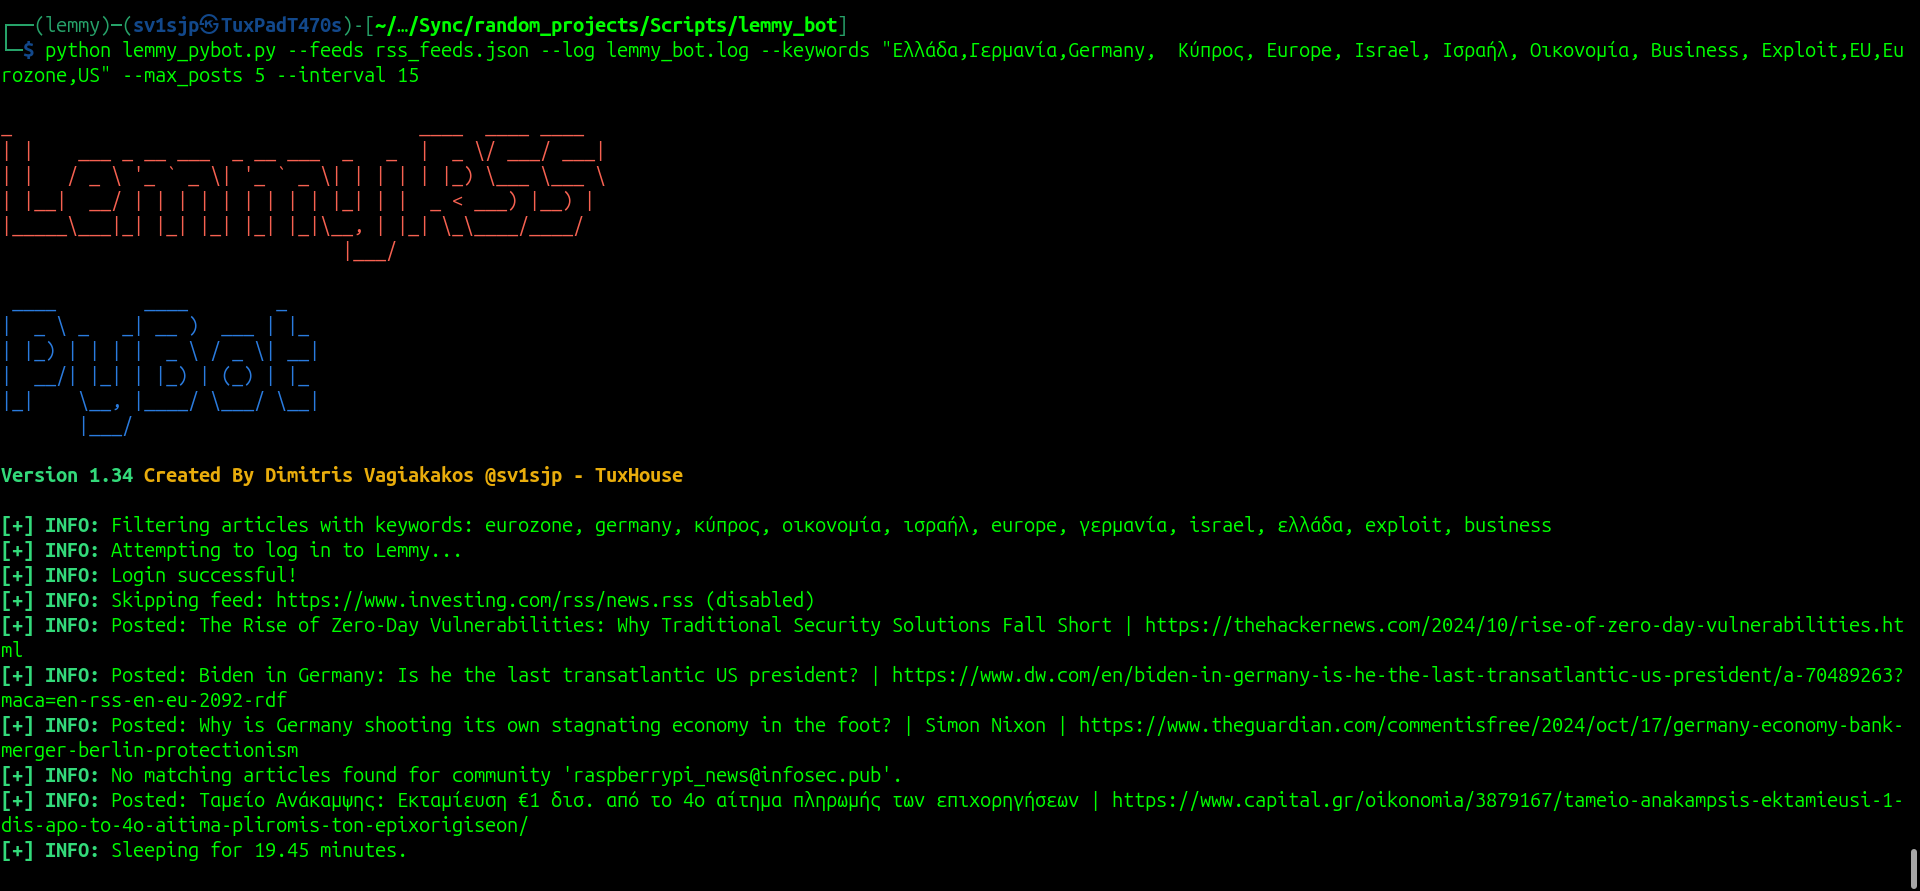 ┌──(lemmy)─(sv1sjp㉿TuxPadT470s)-[~/…/Sync/random_projects/Scripts/lemmy_bot]
└─$ python lemmy_pybot.py --feeds rss_feeds.json --log lemmy_bot.log --keywords "Ελλάδα,Γερμανία,Germany,  Κύπρος, Europe, Israel, Ισραήλ, Οικονομία, Business, Exploit,EU,Eu
rozone,US" --max_posts 5 --interval 15
LemmyRSS
PyBot
Version 1.34 Created By Dimitris Vagiakakos @sv1sjp - TuxHouse
[+] INFO: Filtering articles with keywords: eurozone, germany, κύπρος, οικονομία, ισραήλ, europe, γερμανία, israel, ελλάδα, exploit, business
[+] INFO: Attempting to log in to Lemmy...
[+] INFO: Login successful!
[+] INFO: Skipping feed: https://www.investing.com/rss/news.rss (disabled)
[+] INFO: Posted: The Rise of Zero-Day Vulnerabilities: Why Traditional Security Solutions Fall Short | https://thehackernews.com/2024/10/rise-of-zero-day-vulnerabilities.ht
ml
[+] INFO: Posted: Biden in Germany: Is he the last transatlantic US president? | https://www.dw.com/en/biden-in-germany-is-he-the-last-transatlantic-us-president/a-70489263?
maca=en-rss-en-eu-2092-rdf
[+] INFO: Posted: Why is Germany shooting its own stagnating economy in the foot? | Simon Nixon | https://www.theguardian.com/commentisfree/2024/oct/17/germany-economy-bank-
merger-berlin-protectionism
[+] INFO: No matching articles found for community 'raspberrypi_news@infosec.pub'.
[+] INFO: Posted: Ταμείο Ανάκαμψης: Εκταμίευση €1 δισ. από το 4ο αίτημα πληρωμής των επιχορηγήσεων | https://www.capital.gr/oikonomia/3879167/tameio-anakampsis-ektamieusi-1-
dis-apo-to-4o-aitima-pliromis-ton-epixorigiseon/
[+] INFO: Sleeping for 19.45 minutes.